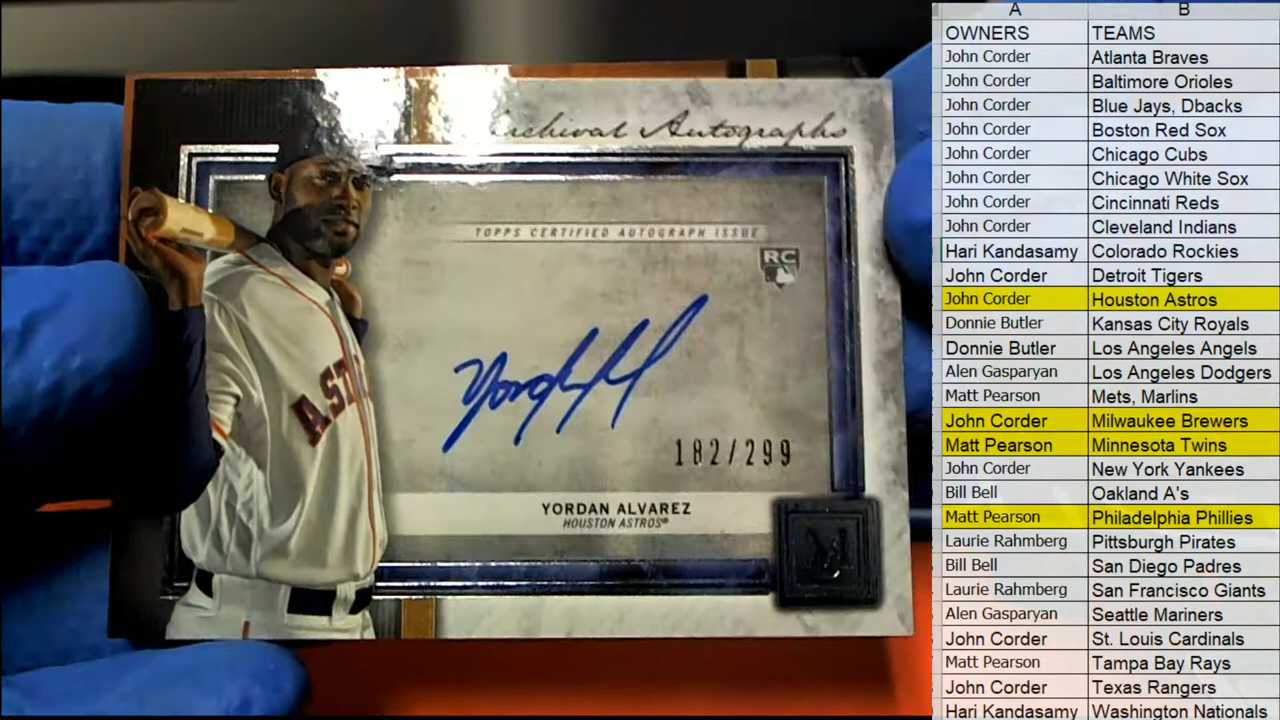 Archival Autographs
TOPPS CERTIFIED AUTOGRAPH ISSUE
RC
182/299
YORDAN ALVAREZ
HOUSTON ASTROS®
M
A B
OWNERS TEAMS
John Corder Atlanta Braves
John Corder Baltimore Orioles
John Corder Blue Jays, Dbacks
John Corder Boston Red Sox
John Corder Chicago Cubs
John Corder Chicago White Sox
John Corder Cincinnati Reds
John Corder Cleveland Indians
Hari Kandasamy Colorado Rockies
John Corder Detroit Tigers
John Corder Houston Astros
Donnie Butler Kansas City Royals
Donnie Butler Los Angeles Angels
Alen Gasparyan Los Angeles Dodgers
Matt Pearson Mets, Marlins
John Corder Milwaukee Brewers
Matt Pearson Minnesota Twins
John Corder New York Yankees
Bill Bell Oakland A's
Matt Pearson Philadelphia Phillies
Laurie Rahmberg Pittsburgh Pirates
Bill Bell San Diego Padres
Laurie Rahmberg San Francisco Giants
Alen Gasparyan Seattle Mariners
John Corder St. Louis Cardinals
Matt Pearson Tampa Bay Rays
John Corder Texas Rangers
Hari Kandasamy Washington Nationals